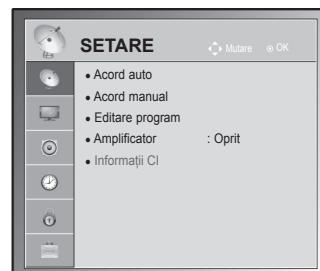 SETARE
Mutare OK
Acord auto
Acord manual
Editare program
Amplificator : Oprit
Informații CI